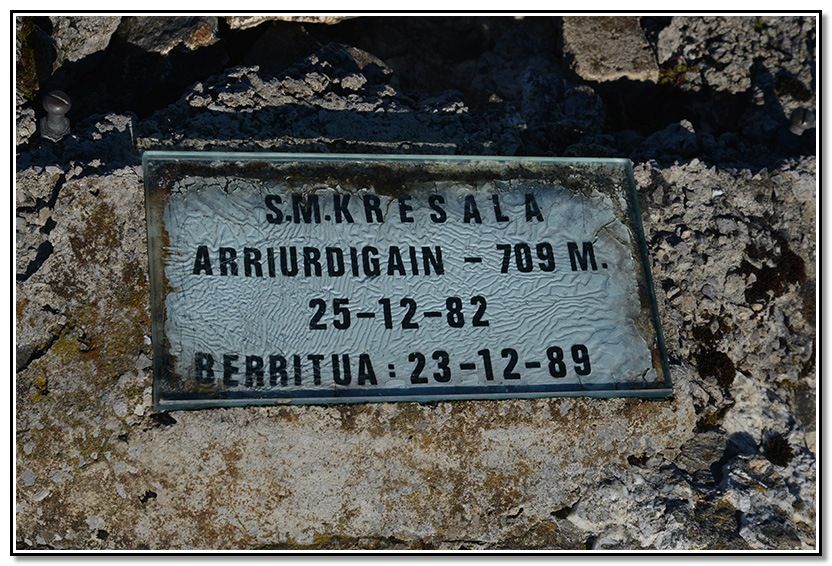 S.M.KRESALA
ARRIURDIGAIN - 709 M.
25-12-82
BERRITUA : 23-12-89